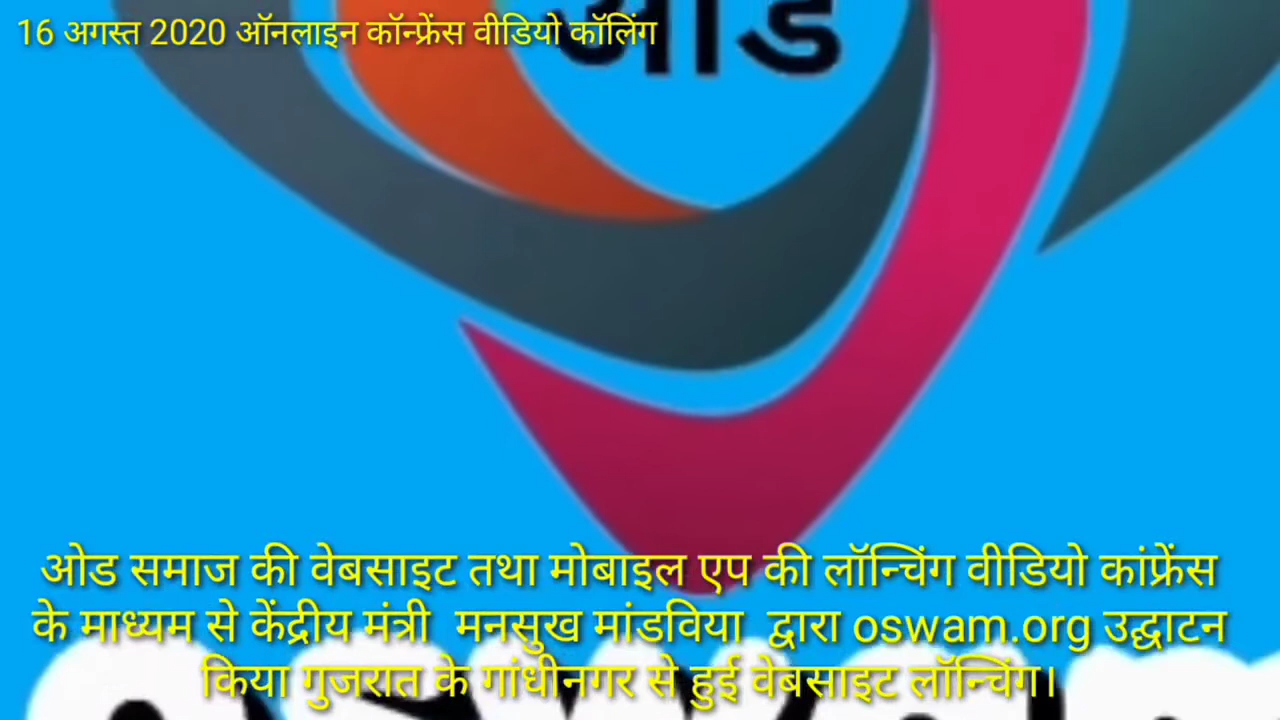 16 अगस्त 2020 ऑनलाइन कॉन्फ्रेंस वीडियो कॉलिंग
ओड
ओड समाज की वेबसाइट तथा मोबाइल एप की लॉन्चिंग वीडियो कांफ्रेंस
के माध्यम से केंद्रीय मंत्री मनसुख मांडविया द्वारा oswam.org उद्घाटन
किया गुजरात के गांधीनगर से हुई वेबसाइट लॉन्चिंग।